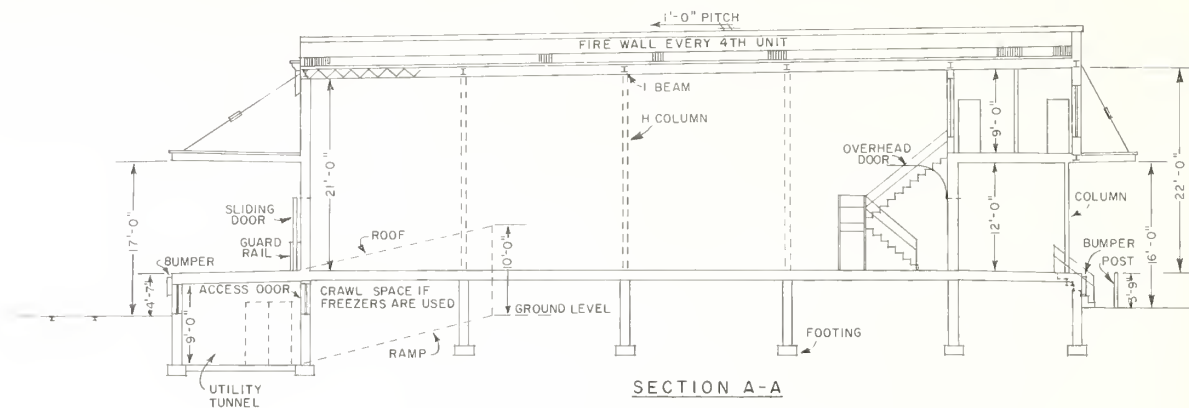 1'-0" PITCH
FIRE WALL EVERY 4TH UNIT
I BEAM
H COLUMN
OVERHEAD
DOOR
9'-0"
22'-0"
21'-0"
12'-0"
COLUMN
17'-0"
SLIDING
DOOR
GUARD
RAIL
ROOF
10'-0"
16'-0"
BUMPER
BUMPER
POST
4'-7"
ACCESS DOOR
CRAWL SPACE IF
FREEZERS ARE USED
GROUND LEVEL
3'-9"
9'-0"
RAMP
FOOTING
UTILITY
TUNNEL
SECTION A-A